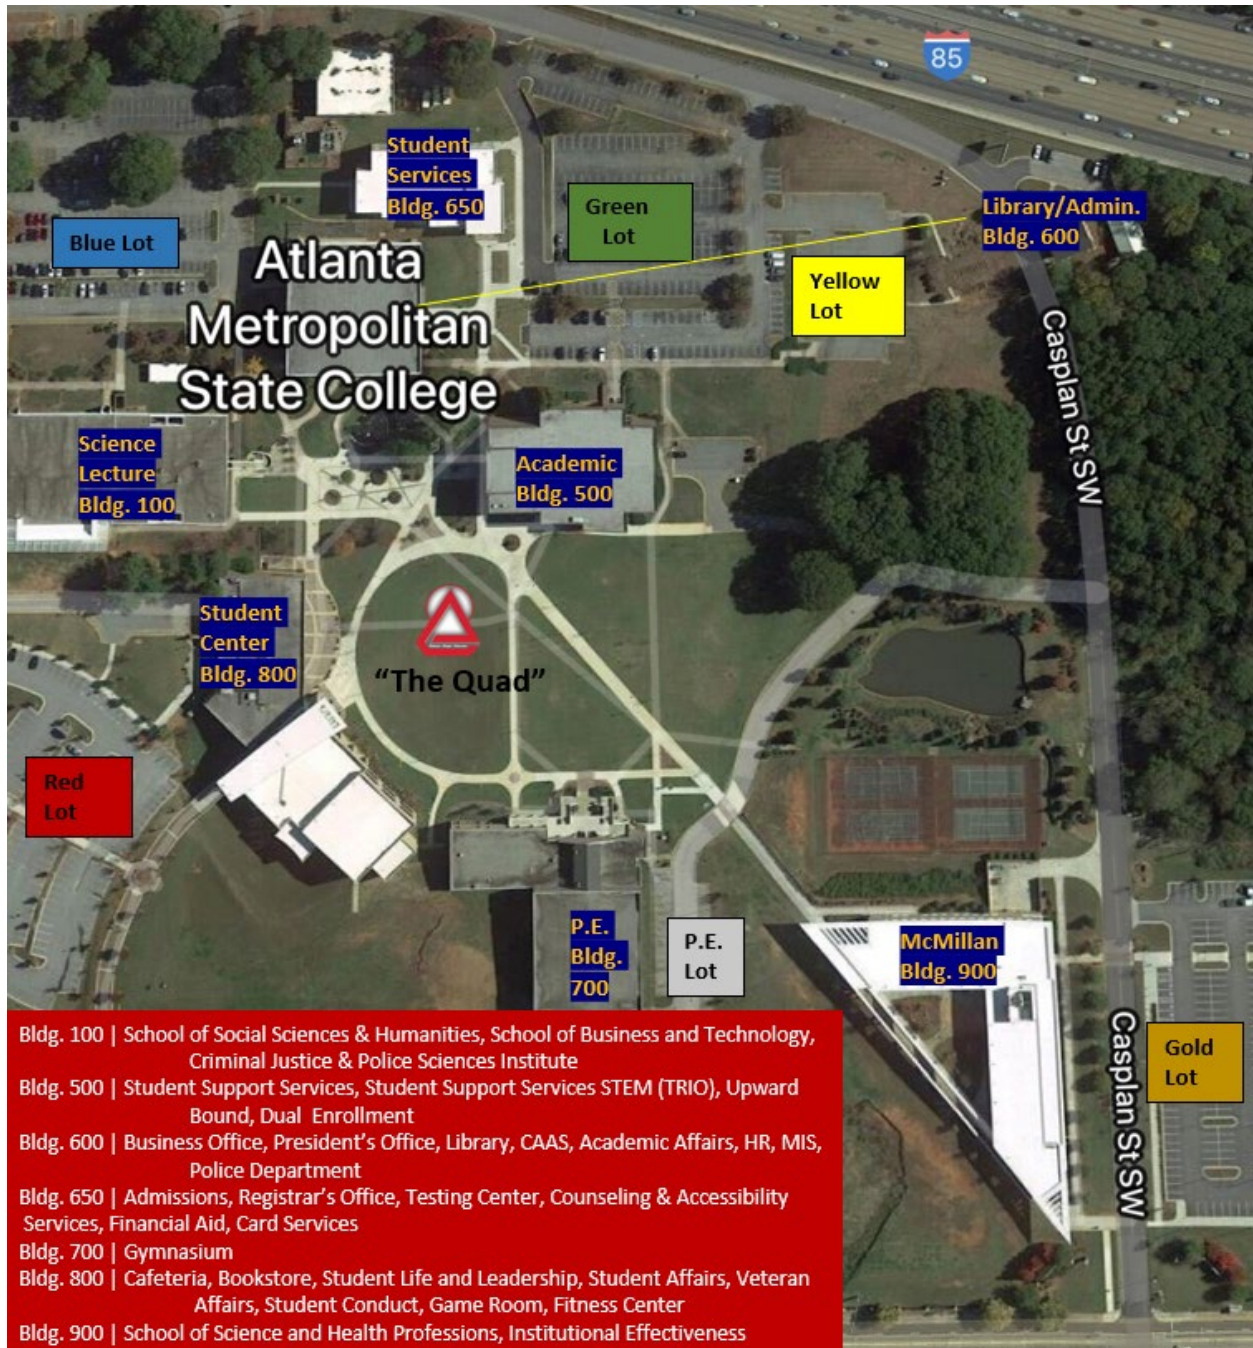 85
Student
Services
Bldg. 650
Green
Lot
Library/Admin.
Bldg. 600
Blue Lot
Atlanta
Metropolitan
State College
Yellow
Lot
Casplan St SW
Science
Lecture
Bldg. 100
Academic
Bldg. 500
Student
Center
Bldg. 800
“The Quad”
Red
Lot
P.E.
Bldg.
700
P.E.
Lot
McMillan
Bldg. 900
Gold
Lot
Casplan St SW
Bldg. 100 | School of Social Sciences & Humanities, School of Business and Technology,
Criminal Justice & Police Sciences Institute
Bldg. 500 | Student Support Services, Student Support Services STEM (TRIO), Upward
Bound, Dual Enrollment
Bldg. 600 | Business Office, President’s Office, Library, CAAS, Academic Affairs, HR, MIS,
Police Department
Bldg. 650 | Admissions, Registrar’s Office, Testing Center, Counseling & Accessibility
Services, Financial Aid, Card Services
Bldg. 700 | Gymnasium
Bldg. 800 | Cafeteria, Bookstore, Student Life and Leadership, Student Affairs, Veteran
Affairs, Student Conduct, Game Room, Fitness Center
Bldg. 900 | School of Science and Health Professions, Institutional Effectiveness